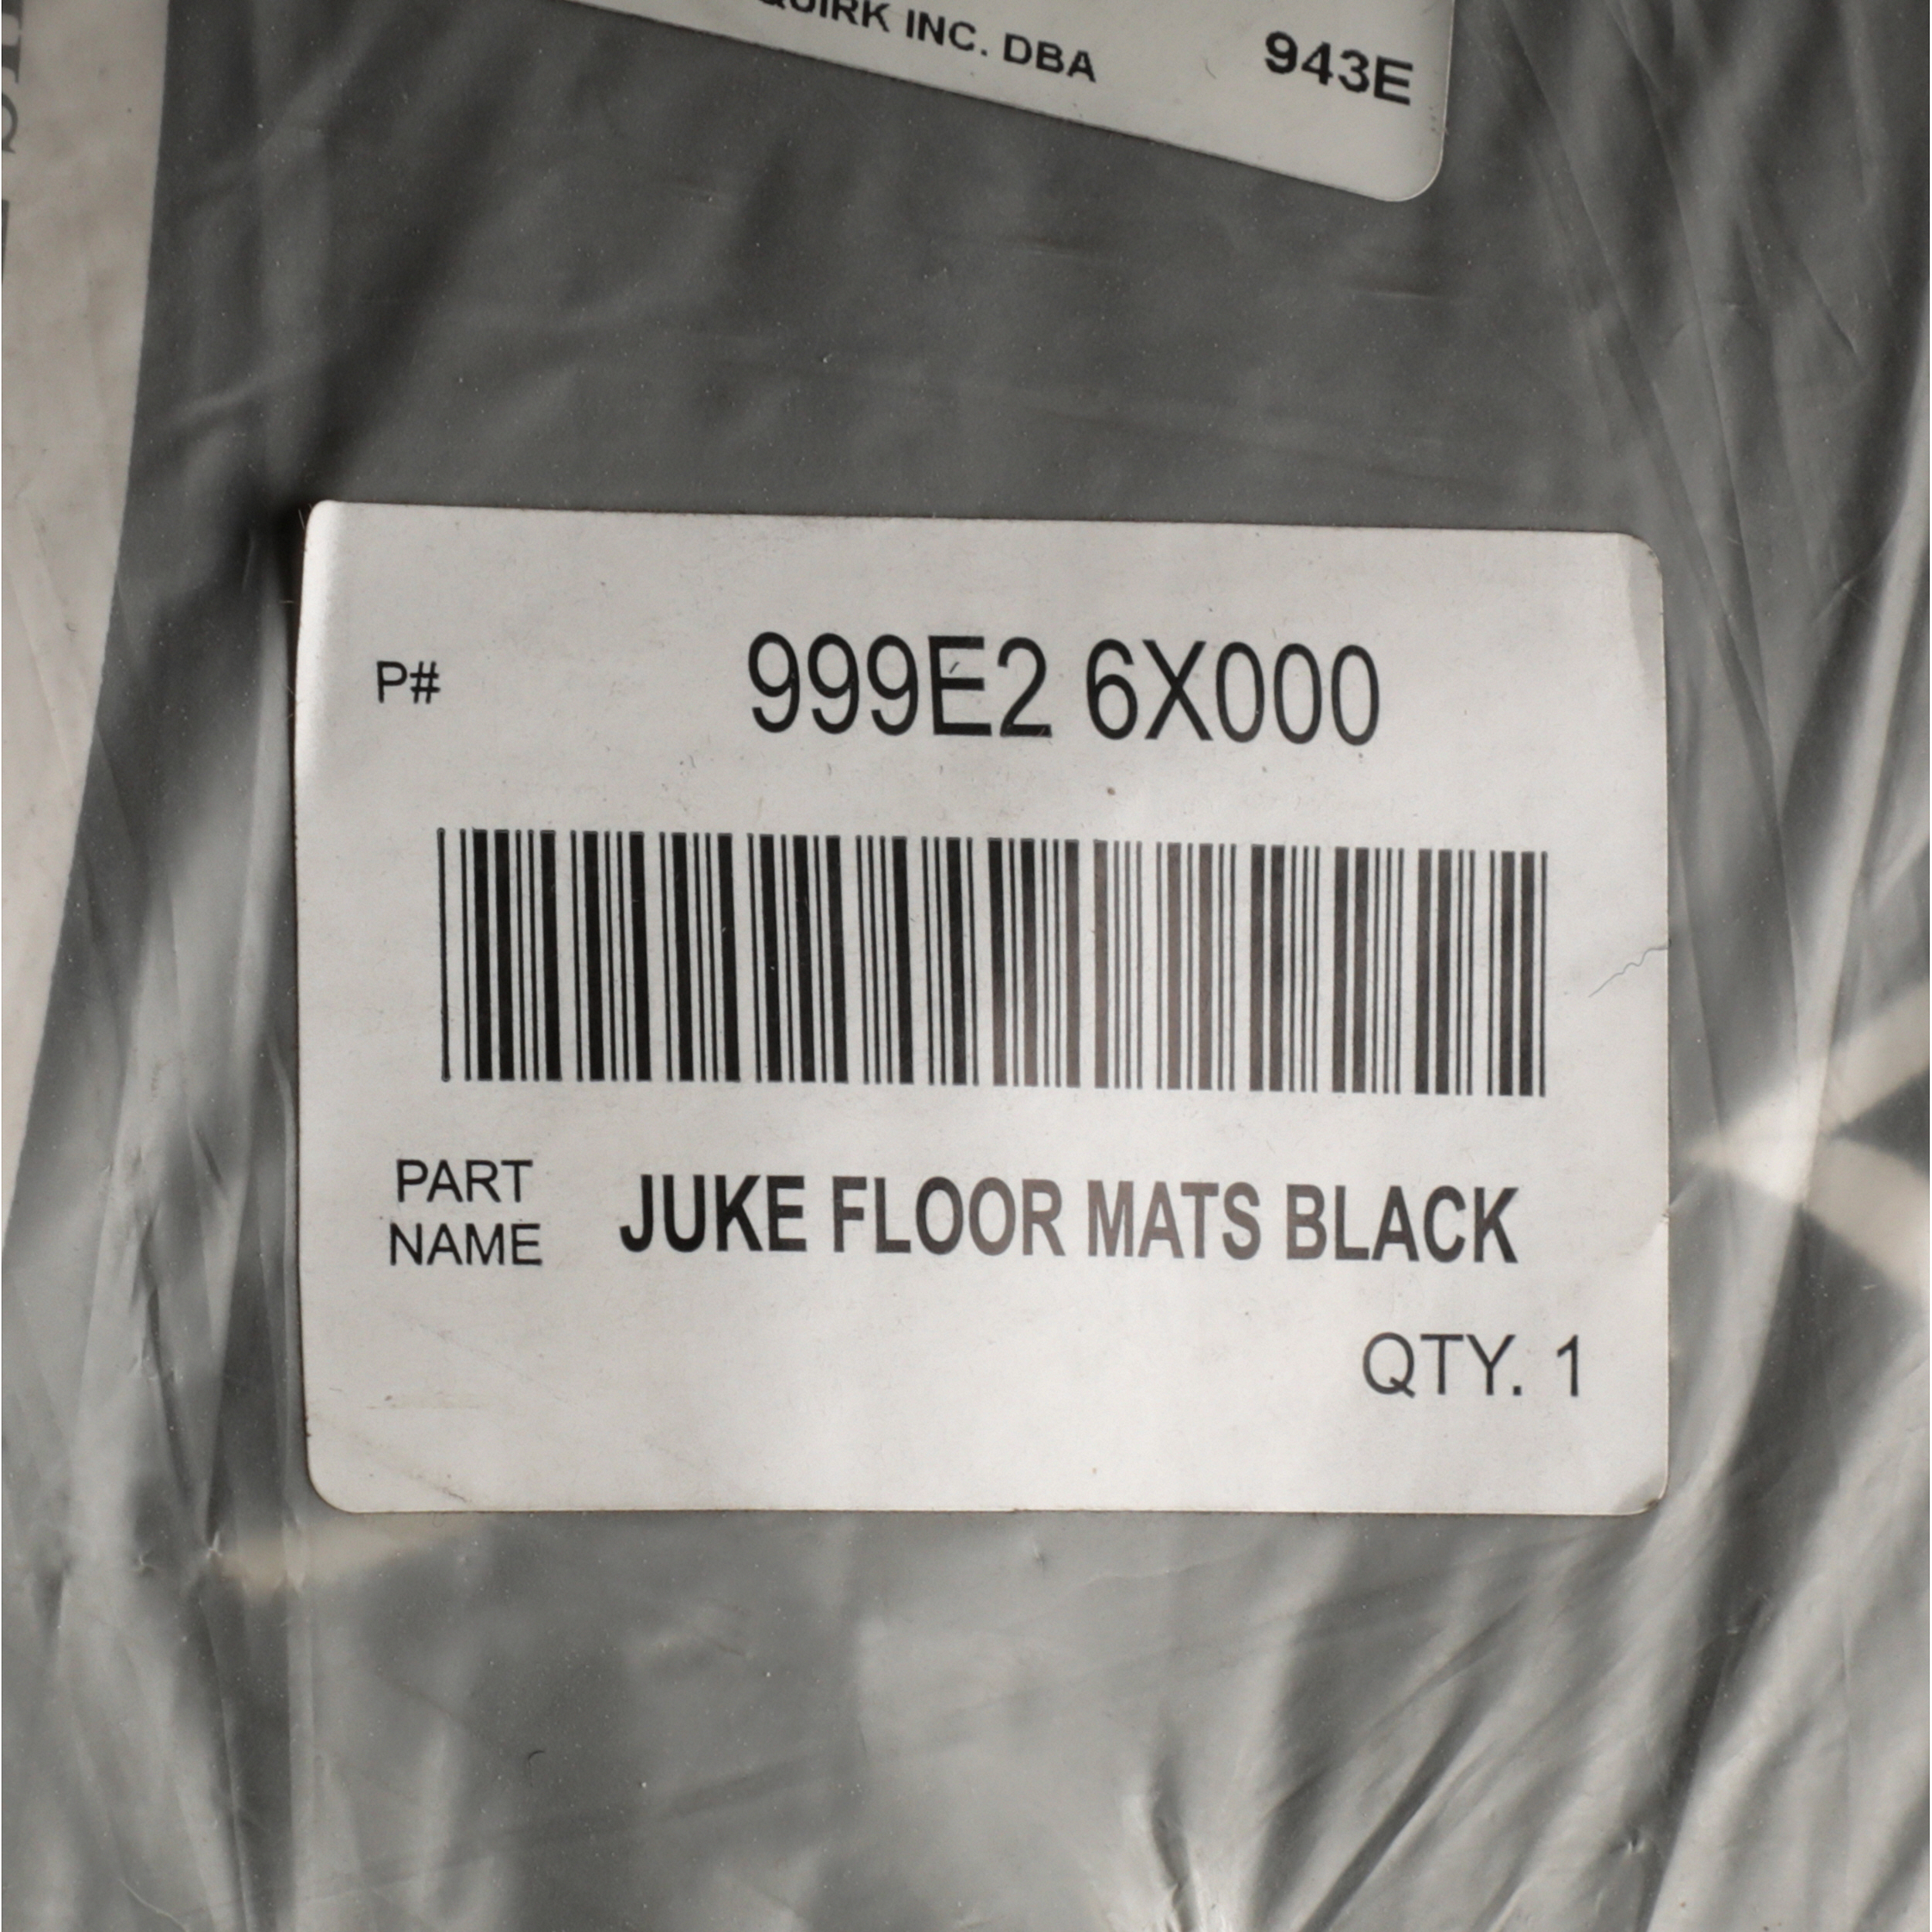 QUIRK INC. DBA
943E
P# 999E2 6X000
PART NAME
JUKE FLOOR MATS BLACK
QTY. 1